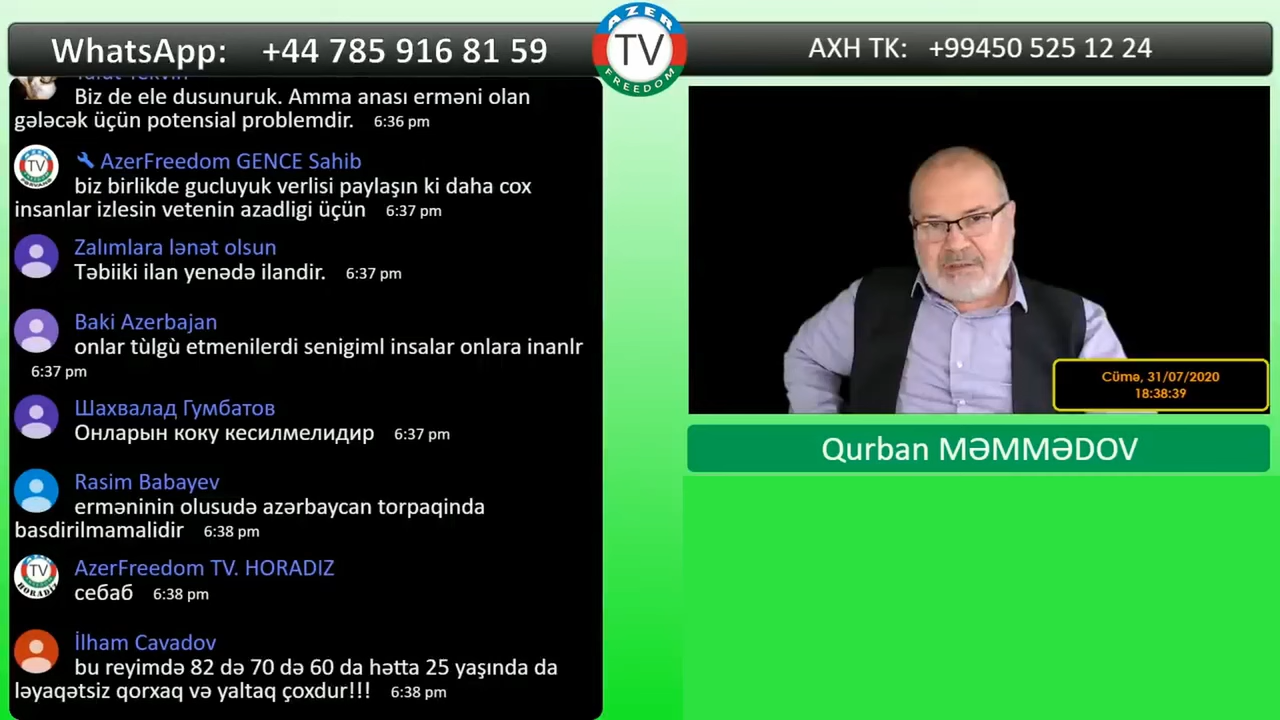 WhatsApp: +44 785 916 81 59
AZER
TV
FREEDOM
AXH TK: +99450 525 12 24
Biz de ele dusunuruk. Amma anası erməni olan
gələcək üçün potensial problemdir. 6:36 pm
AzerFreedom GENCE Sahib
biz birlikde gucluyuk verlisi paylaşın ki daha cox
insanlar izlesin vetenin azadligi üçün 6:37 pm
Zalımlara lənət olsun
Təbiiki ilan yenədə ilandir. 6:37 pm
Baki Azerbajan
onlar tùlgù etmenilerdi senigiml insalar onlara inanlr
6:37 pm
Шахвалад Гумбатов
Онларын коку кесилмелидир 6:37 pm
Rasim Babayev
erməninin olusudə azərbaycan torpaqinda
basdirilmamalidir 6:38 pm
TV
AzerFreedom TV. HORADIZ
себаб 6:38 pm
İlham Cavadov
bu reyimdə 82 də 70 də 60 da hətta 25 yaşında da
ləyaqətsiz qorxaq və yaltaq çoxdur!!! 6:38 pm
Cümə, 31/07/2020
18:38:39
Qurban MƏMMƏDOV